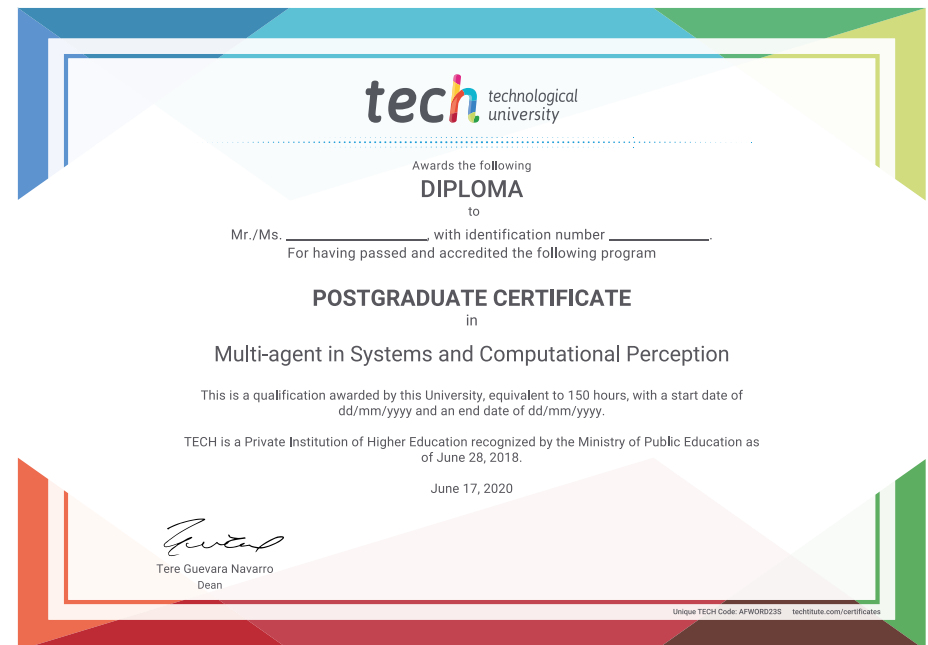 tech technological
university
Awards the following
DIPLOMA
to
Mr./Ms. ____________________, with identification number ______________.
For having passed and accredited the following program
POSTGRADUATE CERTIFICATE
in
Multi-agent in Systems and Computational Perception
This is a qualification awarded by this University, equivalent to 150 hours, with a start date of
dd/mm/yyyy and an end date of dd/mm/yyyy.
TECH is a Private Institution of Higher Education recognized by the Ministry of Public Education as
of June 28, 2018.
June 17, 2020
Tere Guevara Navarro
Dean
Unique TECH Code: AFWORD23S techtitute.com/certificates